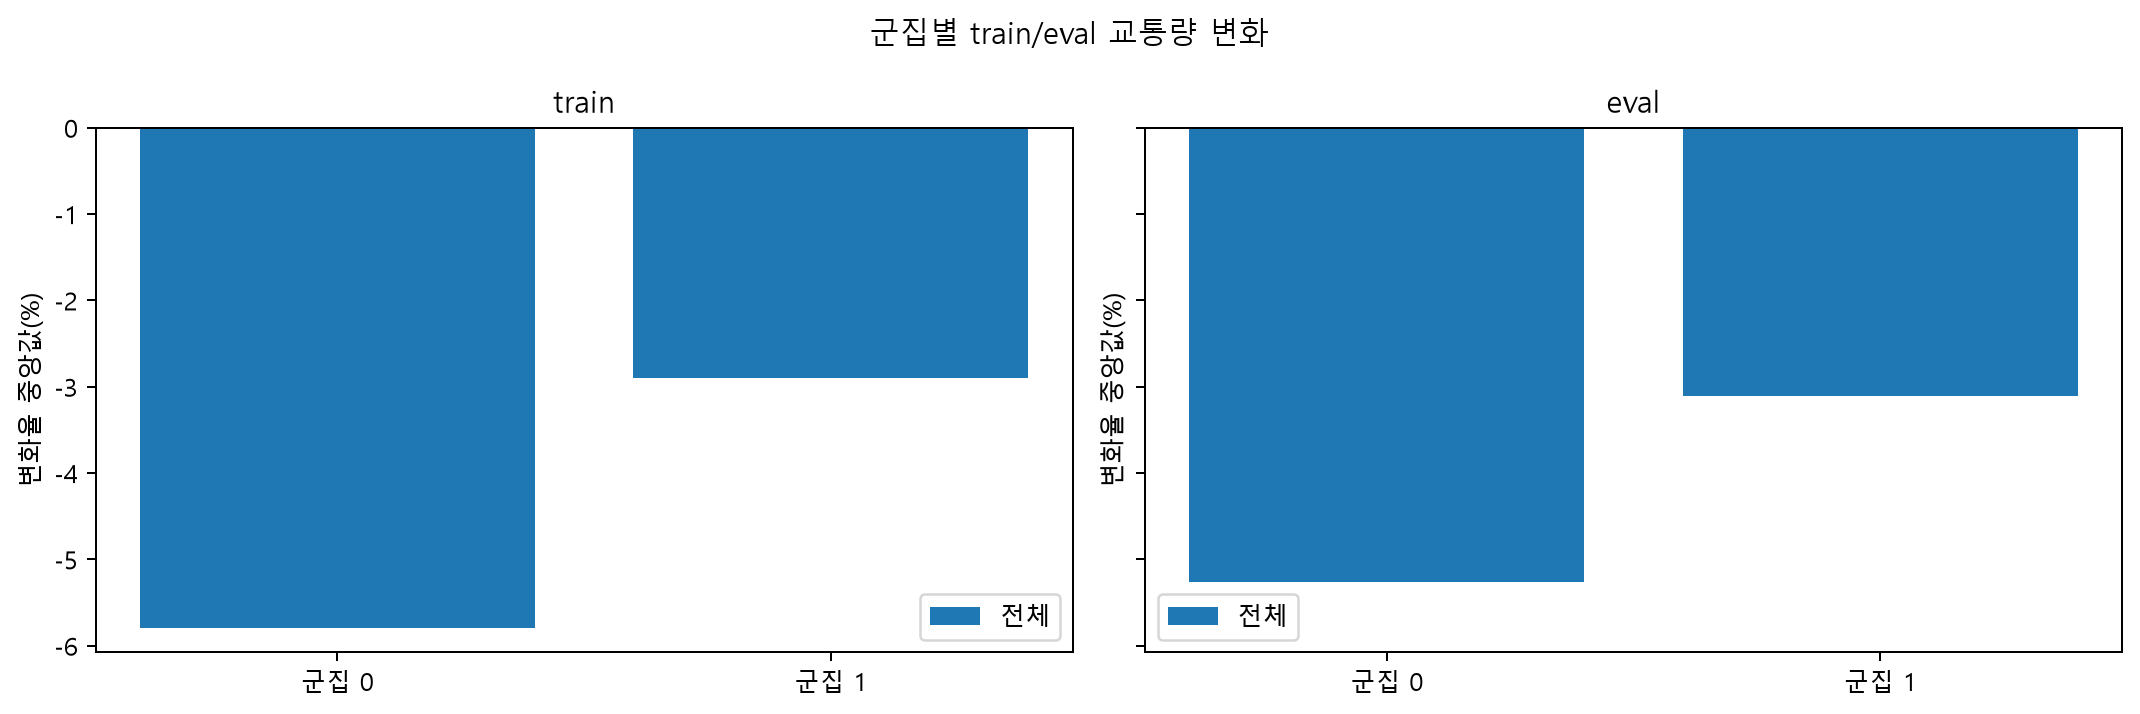 군집별 train/eval 교통량 변화
train
변화율 중앙값(%)
0
-1
-2
-3
-4
-5
-6
군집 0
군집 1
전체
eval
변화율 중앙값(%)
군집 0
군집 1
전체